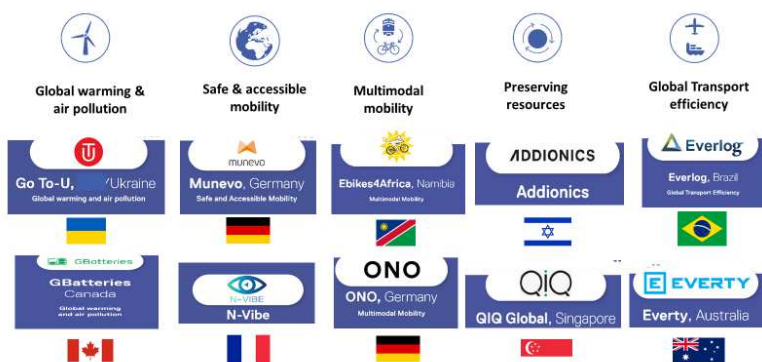 Global warming &
air pollution
Safe & accessible
mobility
Multimodal
mobility
Preserving
resources
Global Transport
efficiency
U
Go To-U, /Ukraine
Global warming and air pollution
munevo
Munevo, Germany
Safe and Accessible Mobility
Ebikes4Africa, Namibia
Multimodal Mobility
ADDIONICS
Addionics
Everlog
Everlog, Brazil
Global Transport Efficiency
GBatteries
GBatteries
Canada
Global warming
and air pollution
N-VIBE
N-Vibe
ONO
ONO, Germany
Multimodal Mobility
QIQ
QIQ Global, Singapore
E EVERTY
Everty, Australia